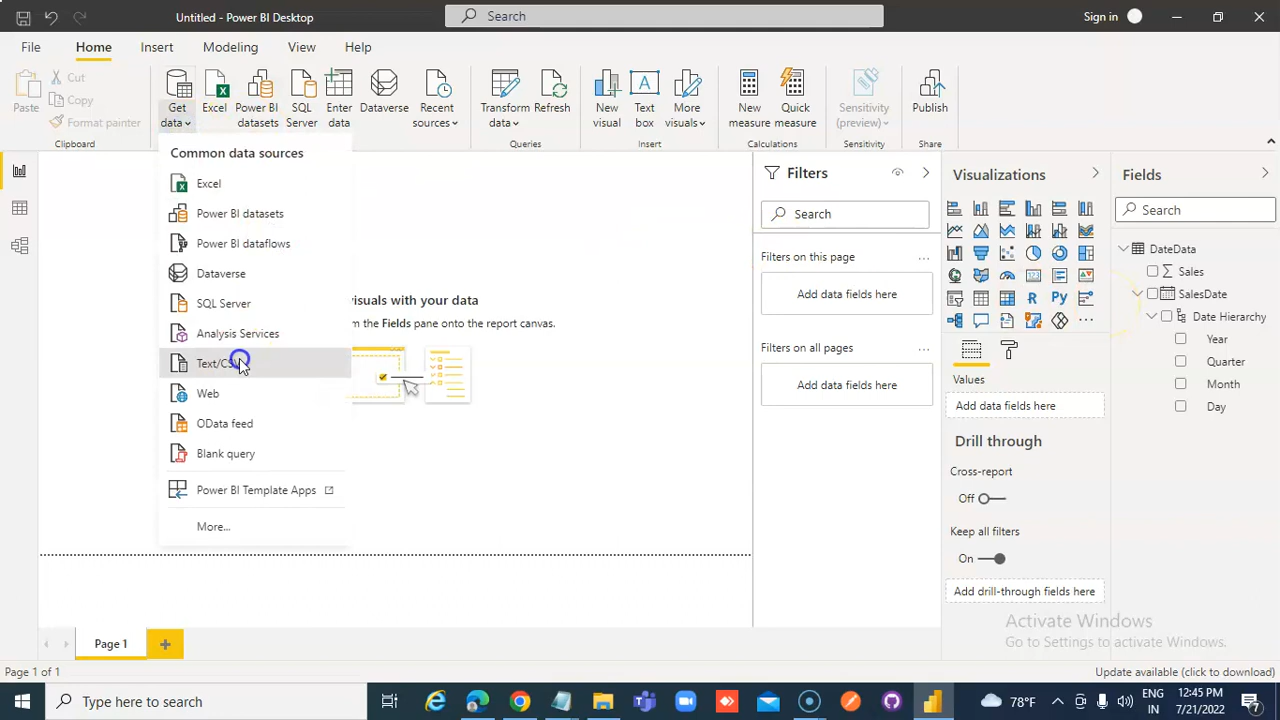 Untitled - Power BI Desktop
Search
Sign in
File
Home
Insert
Modeling
View
Help
Paste
Cut
Copy
Format painter
Clipboard
Get data
Excel
Power BI datasets
SQL Server
Enter data
Dataverse
Recent sources
Transform data
Refresh
Queries
New visual
Text box
More visuals
Insert
New measure
Quick measure
Calculations
Sensitivity (preview)
Sensitivity
Publish
Share
Common data sources
Excel
Power BI datasets
Power BI dataflows
Dataverse
SQL Server
Analysis Services
Text/CSV
Web
OData feed
Blank query
Power BI Template Apps
More...
visuals with your data
m the Fields pane onto the report canvas.
Filters
Search
Filters on this page
...
Add data fields here
Filters on all pages
...
Add data fields here
Visualizations
Values
Add data fields here
Drill through
Cross-report
Off
Keep all filters
On
Add drill-through fields here
Fields
Search
DateData
Sales
SalesDate
Date Hierarchy
Year
Quarter
Month
Day
Activate Windows
Go to Settings to activate Windows.
Page 1
Page 1 of 1
Update available (click to download)
Type here to search
78°F
ENG
IN
12:45 PM
7/21/2022
7